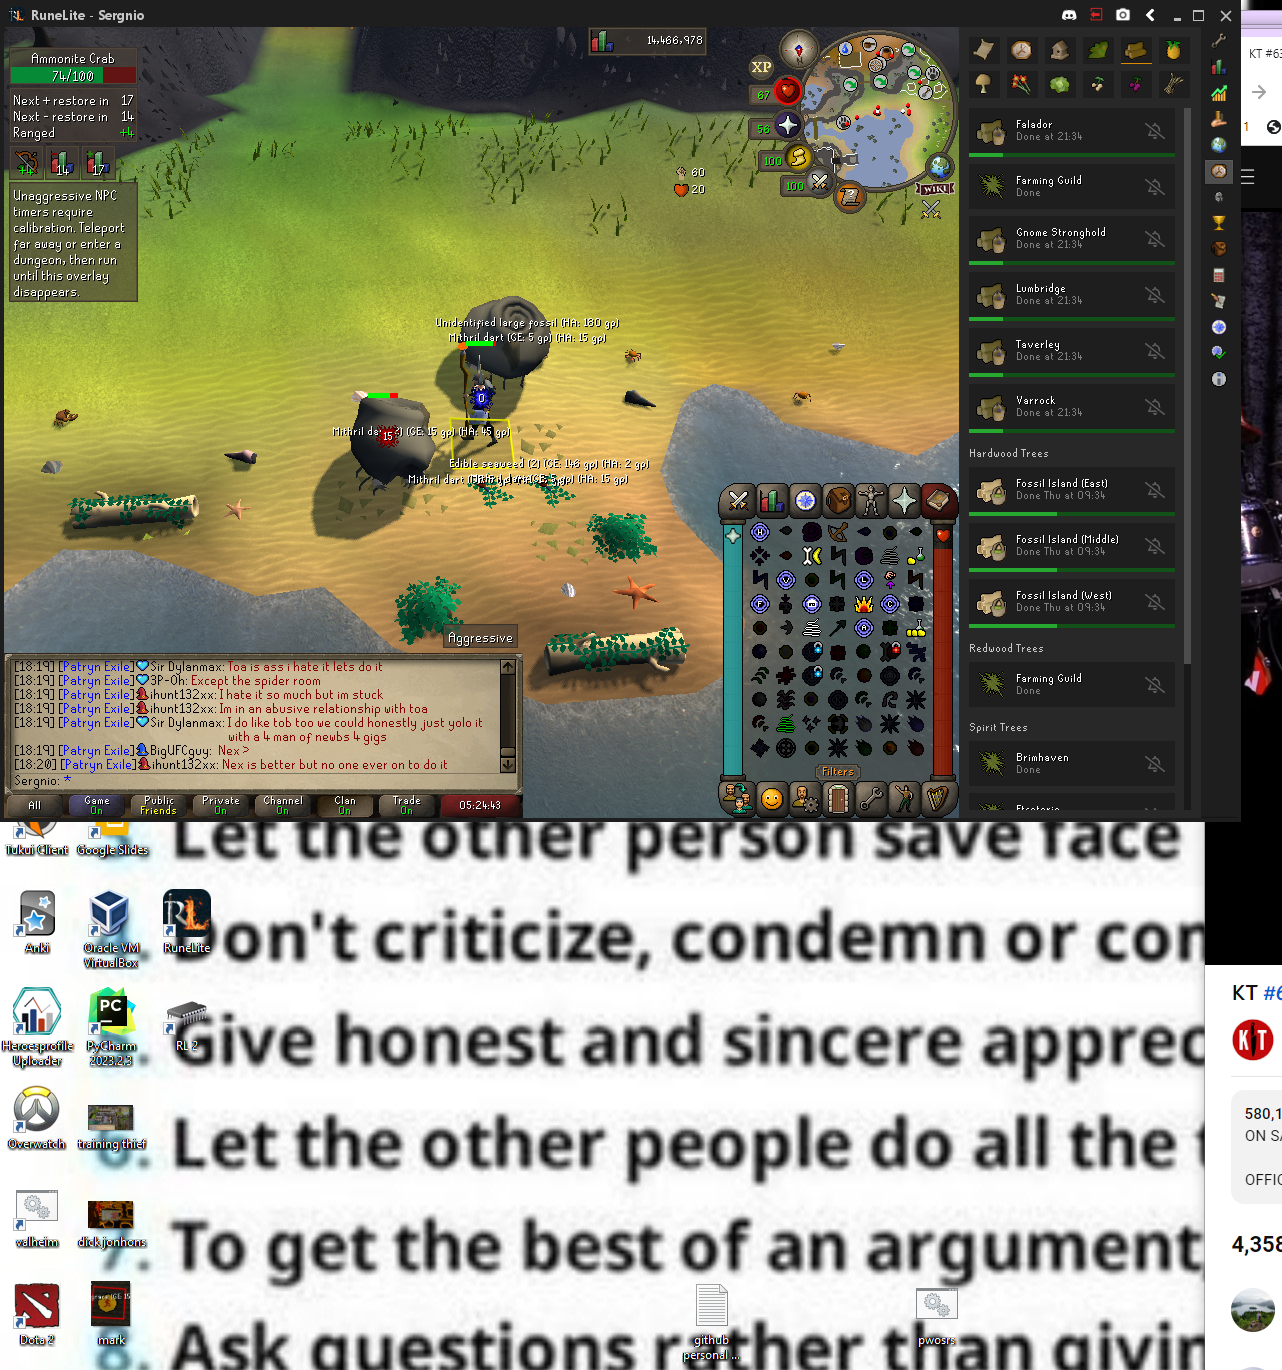 RuneLite - Sergnio
Ammonite Crab
74/100
Next + restore in 17
Next - restore in 14
Ranged +4
+4 14 17
Unaggressive NPC
timers require
calibration. Teleport
far away or enter a
dungeon, then run
until this overlay
disappears.
14,466,978
XP
67
56
100
100
WIKI
60
20
Unidentified large fossil (HA: 180 gp)
Mithril dart (GE: 5 gp) (HA: 15 gp)
0
15
(GE: 15 gp) (HA: 45 gp)
Edible seaweed (2) (GE: 146 gp) (HA: 2 gp)
Mithril dart
(HA: 15 gp)
Aggressive
[18:19] [Patryn Exile] Sir Dylanmax: Toa is ass i hate it lets do it
[18:19] [Patryn Exile] 3P-Oh: Except the spider room
[18:19] [Patryn Exile] ihunt132xx: I hate it so much but im stuck
[18:19] [Patryn Exile] ihunt132xx: Im in an abusive relationship with toa
[18:19] [Patryn Exile] Sir Dylanmax: I do like tob too we could honestly just yolo it
with a 4 man of newbs 4 gigs
[18:19] [Patryn Exile] BigUFCguy: Nex >
[18:20] [Patryn Exile] ihunt132xx: Nex is better but no one ever on to do it
Sergnio: *
All
Game
On
Public
Friends
Private
On
Channel
On
Clan
On
Trade
On
05:24:43
Filters
Falador
Done at 21:34
Farming Guild
Done
Gnome Stronghold
Done at 21:34
Lumbridge
Done at 21:34
Taverley
Done at 21:34
Varrock
Done at 21:34
Hardwood Trees
Fossil Island (East)
Done Thu at 09:34
Fossil Island (Middle)
Done Thu at 09:34
Fossil Island (West)
Done Thu at 09:34
Redwood Trees
Farming Guild
Done
Spirit Trees
Brimhaven
Done
KT #63
1
Let the other person save face
Don't criticize, condemn or con
Give honest and sincere apprec
6. Let the other people do all the t
7. To get the best of an argument,
8. Ask questions rather than givin
Tukui Client
Google Slides
Anki
Oracle VM
VirtualBox
RuneLite
Heroesprofile
Uploader
PyCharm
2023.2.3
RL 2
Overwatch
training thief
valheim
dick jonhons
Dota 2
mark
github
personal ...
pwosrs
KT #6
KT
580,1
ON SA
OFFIC
4,358